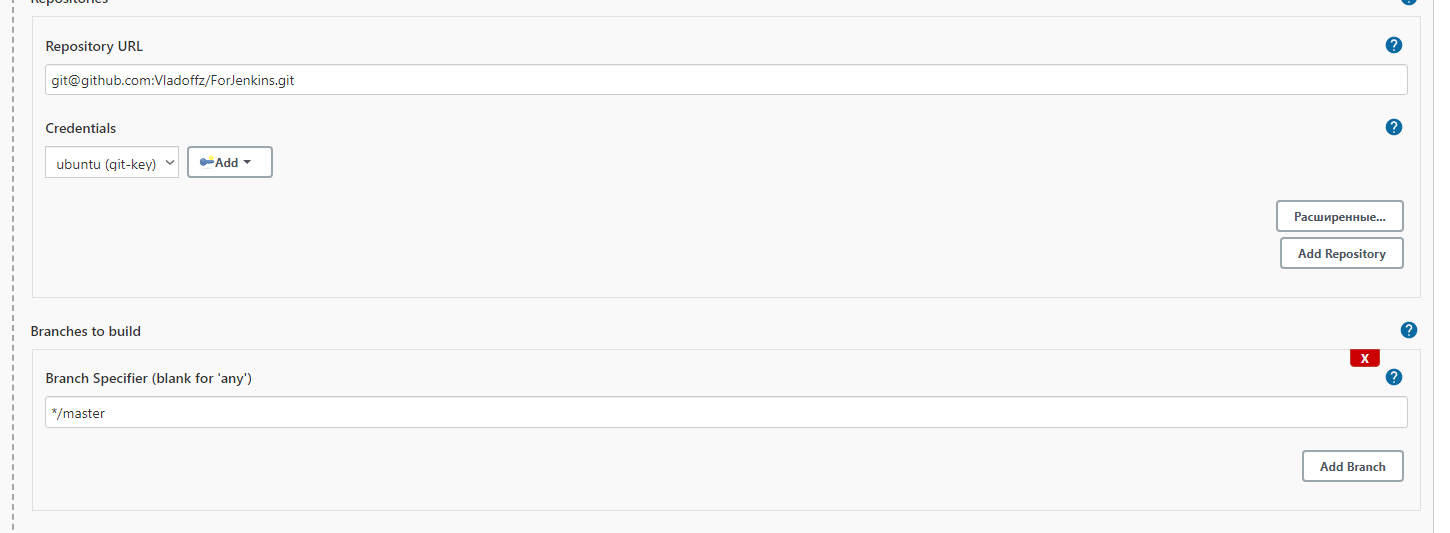 Repositories
?
Repository URL
?
git@github.com:Vladoffz/ForJenkins.git
Credentials
?
ubuntu (git-key)
Add
Расширенные...
Add Repository
Branches to build
?
X
Branch Specifier (blank for 'any')
?
*/master
Add Branch